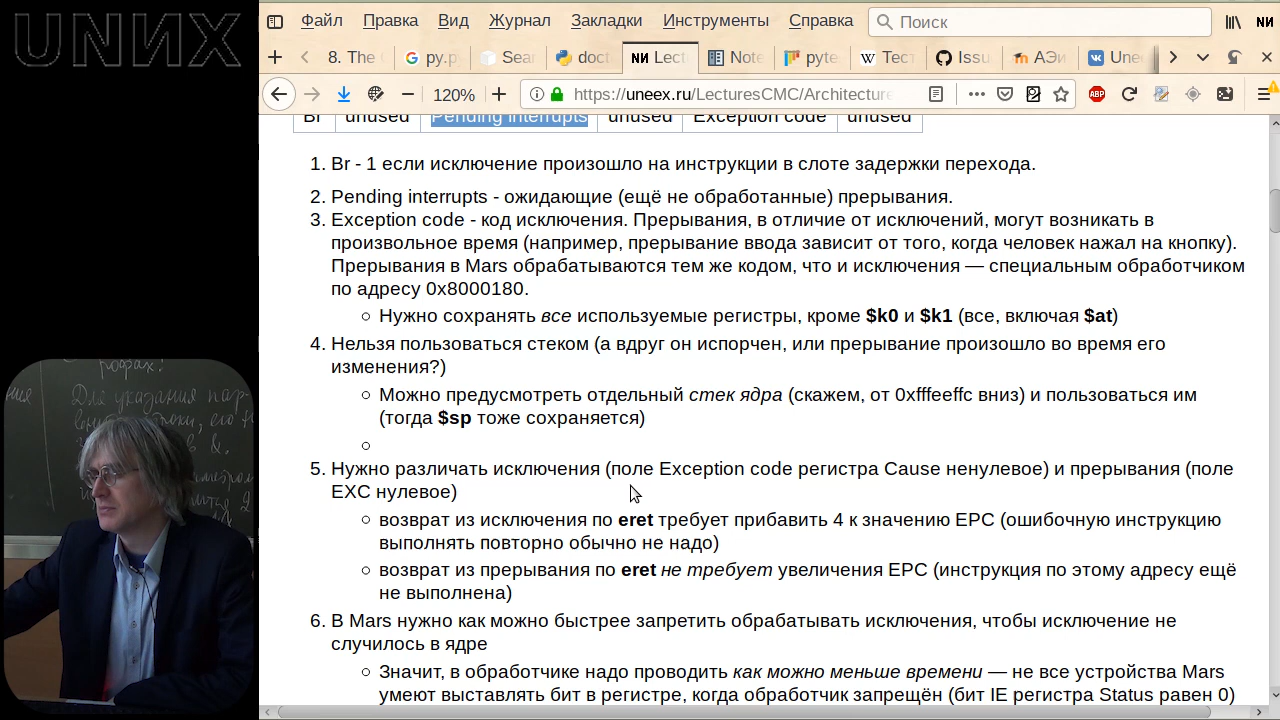 UNИX
Файл Правка Вид Журнал Закладки Инструменты Справка Поиск
8. The py.p Sear doct NИ Lect Note pyte W Тест Issu АЭи Unee
120% https://uneex.ru/LecturesCMC/Architecture ABP
Br unused Pending interrupts unused Exception code unused
1. Br - 1 если исключение произошло на инструкции в слоте задержки перехода.
2. Pending interrupts - ожидающие (ещё не обработанные) прерывания.
3. Exception code - код исключения. Прерывания, в отличие от исключений, могут возникать в
произвольное время (например, прерывание ввода зависит от того, когда человек нажал на кнопку).
Прерывания в Mars обрабатываются тем же кодом, что и исключения — специальным обработчиком
по адресу 0x8000180.
Нужно сохранять все используемые регистры, кроме $k0 и $k1 (все, включая $at)
4. Нельзя пользоваться стеком (а вдруг он испорчен, или прерывание произошло во время его
изменения?)
Можно предусмотреть отдельный стек ядра (скажем, от 0xfffeeffc вниз) и пользоваться им
(тогда $sp тоже сохраняется)
5. Нужно различать исключения (поле Exception code регистра Cause ненулевое) и прерывания (поле
EXC нулевое)
возврат из исключения по eret требует прибавить 4 к значению EPC (ошибочную инструкцию
выполнять повторно обычно не надо)
возврат из прерывания по eret не требует увеличения EPC (инструкция по этому адресу ещё
не выполнена)
6. В Mars нужно как можно быстрее запретить обрабатывать исключения, чтобы исключение не
случилось в ядре
Значит, в обработчике надо проводить как можно меньше времени — не все устройства Mars
умеют выставлять бит в регистре, когда обработчик запрещён (бит IE регистра Status равен 0)
Для указания пар